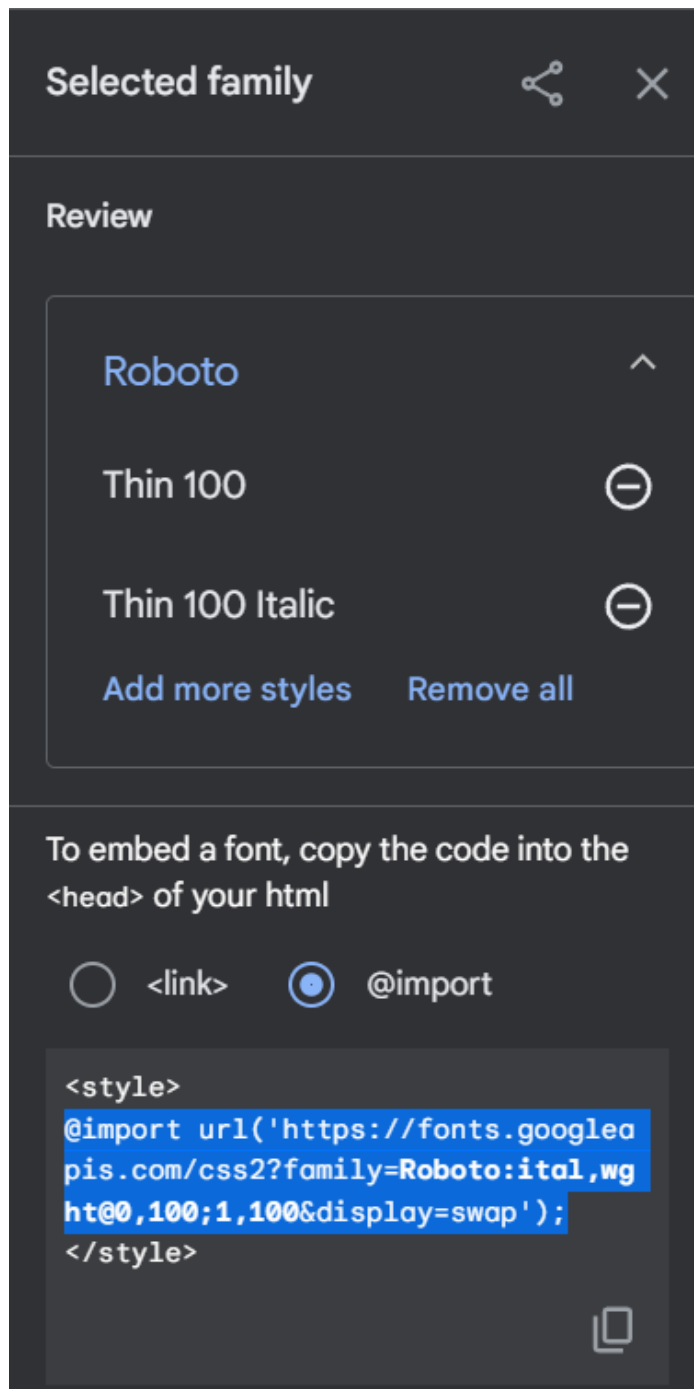 Selected family
Review
Roboto
Thin 100
Thin 100 Italic
Add more styles Remove all
To embed a font, copy the code into the
<head> of your html
<link> @import
<style>
@import url('https://fonts.googlea
pis.com/css2?family=Roboto:ital,wg
ht@0,100;1,100&display=swap');
</style>